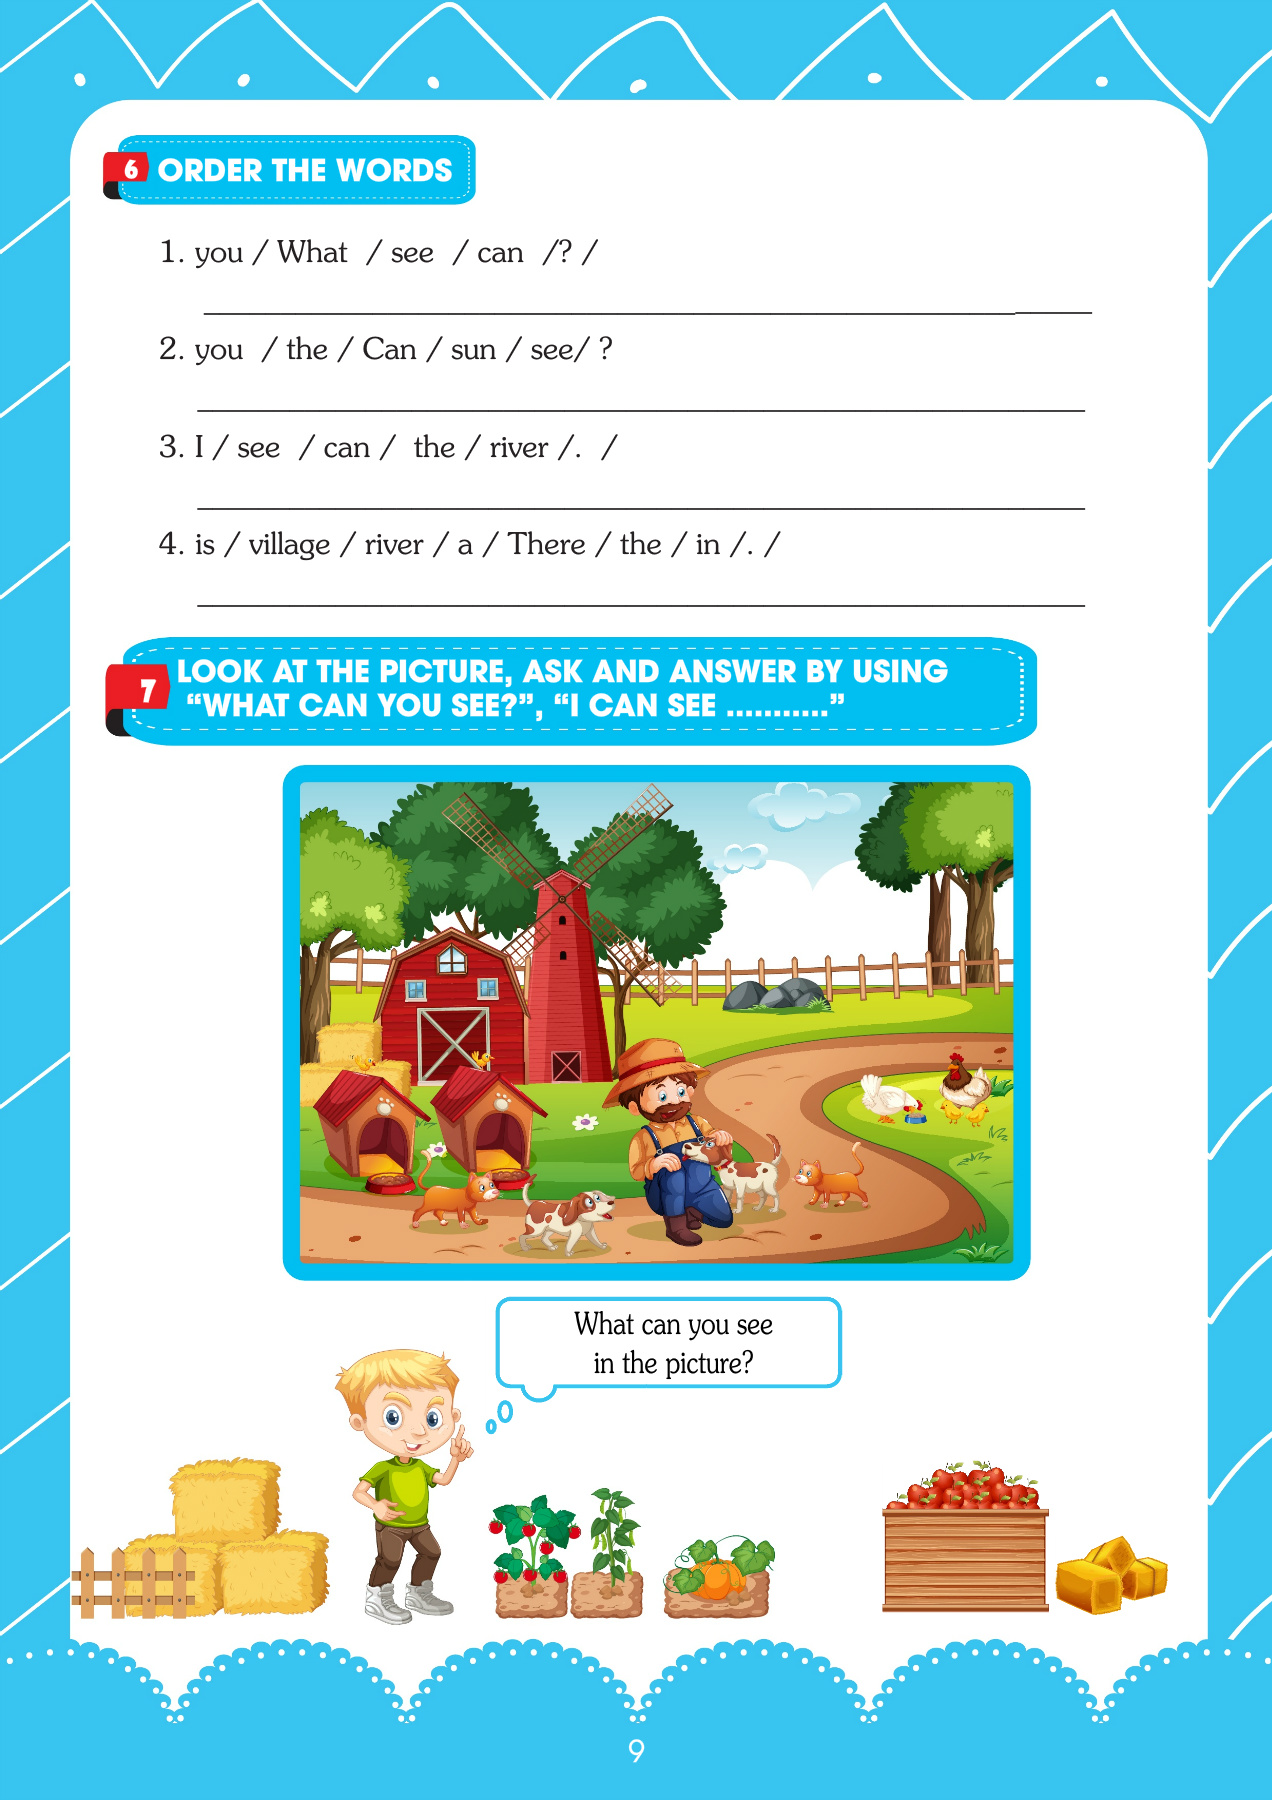 6 ORDER THE WORDS
1. you / What / see / can /? /
2. you / the / Can / sun / see/ ?
3. I / see / can / the / river /. /
4. is / village / river / a / There / the / in /. /
7 LOOK AT THE PICTURE, ASK AND ANSWER BY USING
“WHAT CAN YOU SEE?”, “I CAN SEE ...........”
What can you see
in the picture?
9